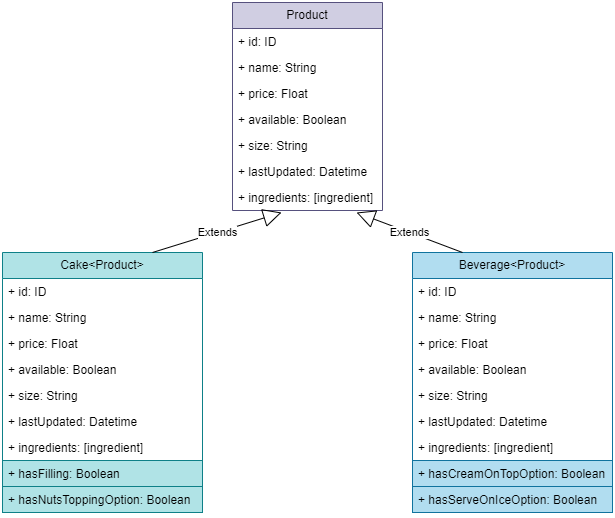 Product
+ id: ID
+ name: String
+ price: Float
+ available: Boolean
+ size: String
+ lastUpdated: Datetime
+ ingredients: [ingredient]
Extends
Extends
Cake<Product>
+ id: ID
+ name: String
+ price: Float
+ available: Boolean
+ size: String
+ lastUpdated: Datetime
+ ingredients: [ingredient]
+ hasFilling: Boolean
+ hasNutsToppingOption: Boolean
Beverage<Product>
+ id: ID
+ name: String
+ price: Float
+ available: Boolean
+ size: String
+ lastUpdated: Datetime
+ ingredients: [ingredient]
+ hasCreamOnTopOption: Boolean
+ hasServeOnIceOption: Boolean